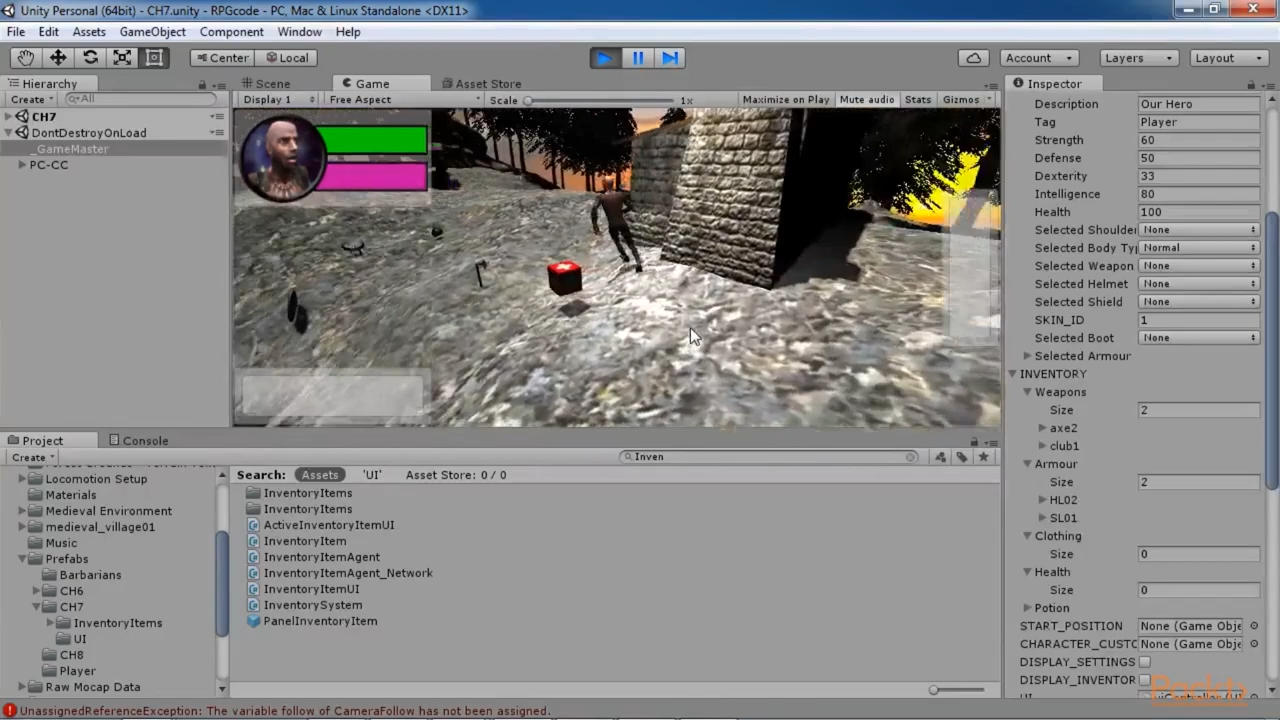 Unity Personal (64bit) - CH7.unity - RPGcode - PC, Mac & Linux Standalone <DX11>
File Edit Assets GameObject Component Window Help
Center Local Account Layers Layout
Hierarchy Scene Game Asset Store Inspector
Create All Display 1 Free Aspect Scale 1x Maximize on Play Mute audio Stats Gizmos
CH7
DontDestroyOnLoad
_GameMaster
PC-CC
Description Our Hero
Tag Player
Strength 60
Defense 50
Dexterity 33
Intelligence 80
Health 100
Selected Shoulder None
Selected Body Typ Normal
Selected Weapon None
Selected Helmet None
Selected Shield None
SKIN_ID 1
Selected Boot None
Selected Armour
INVENTORY
Weapons
Size 2
axe2
club1
Armour
Size 2
HL02
SL01
Clothing
Size 0
Health
Size 0
Potion
START_POSITION None (Game Obje
CHARACTER_CUSTO None (Game Obje
DISPLAY_SETTINGS
DISPLAY_INVENTOR
Project Console
Create Inven
Locomotion Setup
Materials
Medieval Environment
medieval_village01
Music
Prefabs
Barbarians
CH6
CH7
InventoryItems
UI
CH8
Player
Raw Mocap Data
Search: Assets 'UI' Asset Store: 0 / 0
InventoryItems
InventoryItems
ActiveInventoryItemUI
InventoryItem
InventoryItemAgent
InventoryItemAgent_Network
InventoryItemUI
InventorySystem
PanelInventoryItem
UnassignedReferenceException: The variable follow of CameraFollow has not been assigned.